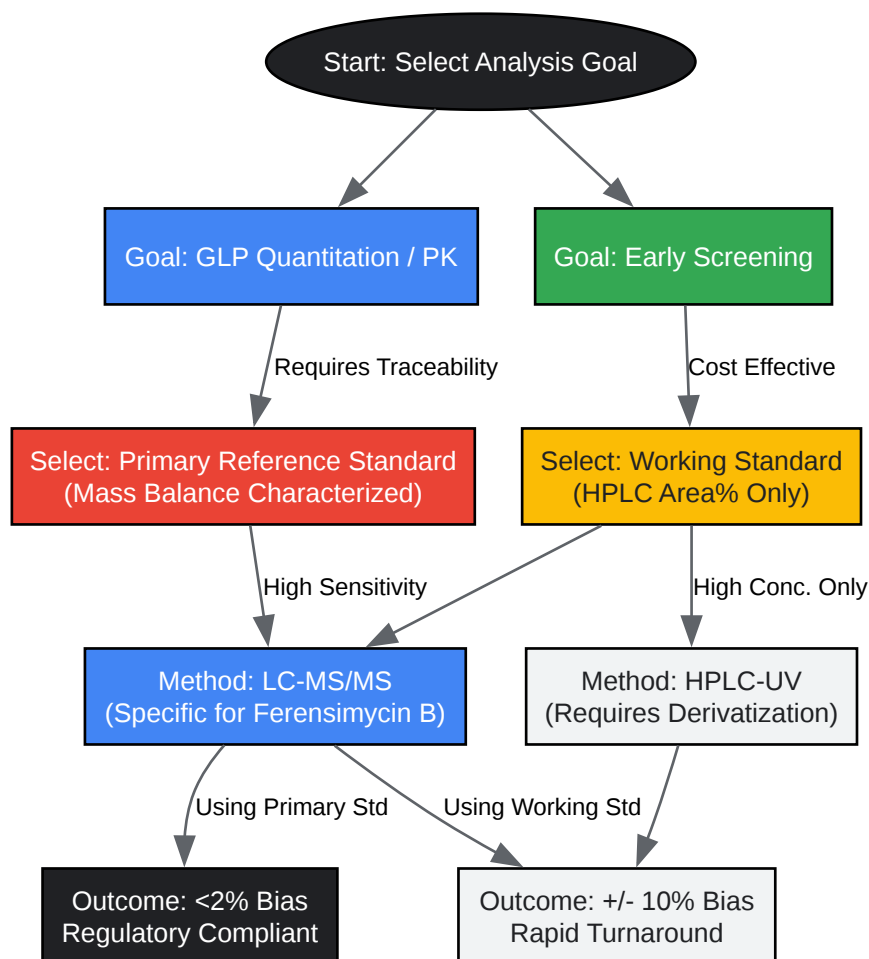 Start: Select Analysis Goal
Goal: GLP Quantitation / PK
Goal: Early Screening
Requires Traceability
Cost Effective
Select: Primary Reference Standard
(Mass Balance Characterized)
Select: Working Standard
(HPLC Area% Only)
High Sensitivity
High Conc. Only
Method: LC-MS/MS
(Specific for Ferensimycin B)
Method: HPLC-UV
(Requires Derivatization)
Using Primary Std
Using Working Std
Outcome: <2% Bias
Regulatory Compliant
Outcome: +/- 10% Bias
Rapid Turnaround